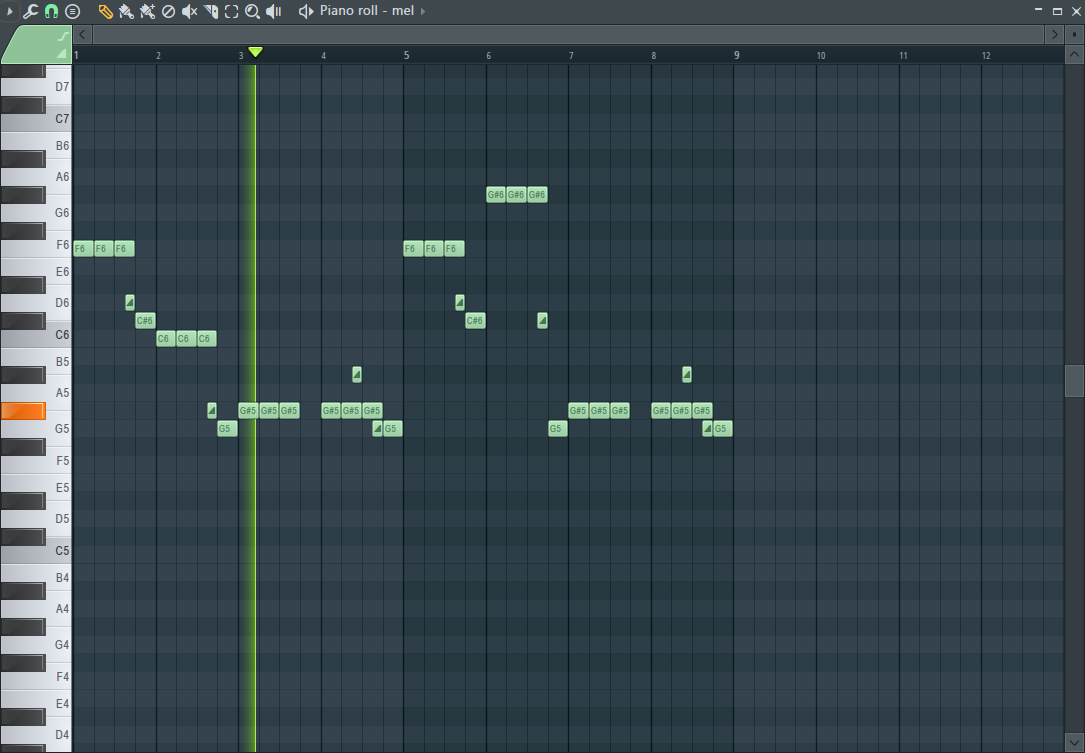 Piano roll - mel
1 2 3 4 5 6 7 8 9 10 11 12
D7
C7
B6
A6
G#6 G#6 G#6
G6
F6 F6 F6 F6 F6 F6 F6
E6
D6
C#6 C#6
C6 C6 C6 C6
B5
A5
G#5 G#5 G#5 G#5 G#5 G#5 G#5 G#5 G#5 G#5 G#5 G#5
G5 G5 G5 G5 G5
F5
E5
D5
C5
B4
A4
G4
F4
E4
D4